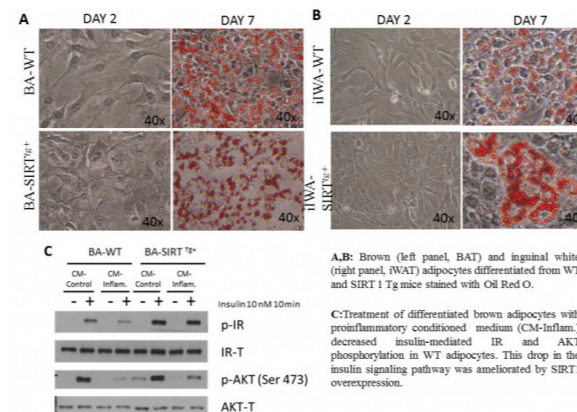 A
DAY 2
DAY 7
BA-WT
40x
40x
BA-SIRTtg+
40x
40x
B
DAY 2
DAY 7
iIWA-WT
40x
40x
iIWA-SIRTtg+
40x
40x
C
BA-WT
BA-SIRT Tg+
CM-Control
CM-Inflam.
CM-Control
CM-Inflam.
- + - + - + - +
Insulin 10 nM 10min
p-IR
IR-T
p-AKT (Ser 473)
AKT-T
A,B: Brown (left panel, BAT) and inguinal white
(right panel, iWAT) adipocytes differentiated from WT
and SIRT 1 Tg mice stained with Oil Red O.
C:Treatment of differentiated brown adipocytes with
proinflammatory conditioned medium (CM-Inflam.)
decreased insulin-mediated IR and AKT
phosphorylation in WT adipocytes. This drop in the
insulin signaling pathway was ameliorated by SIRT1
overexpression.